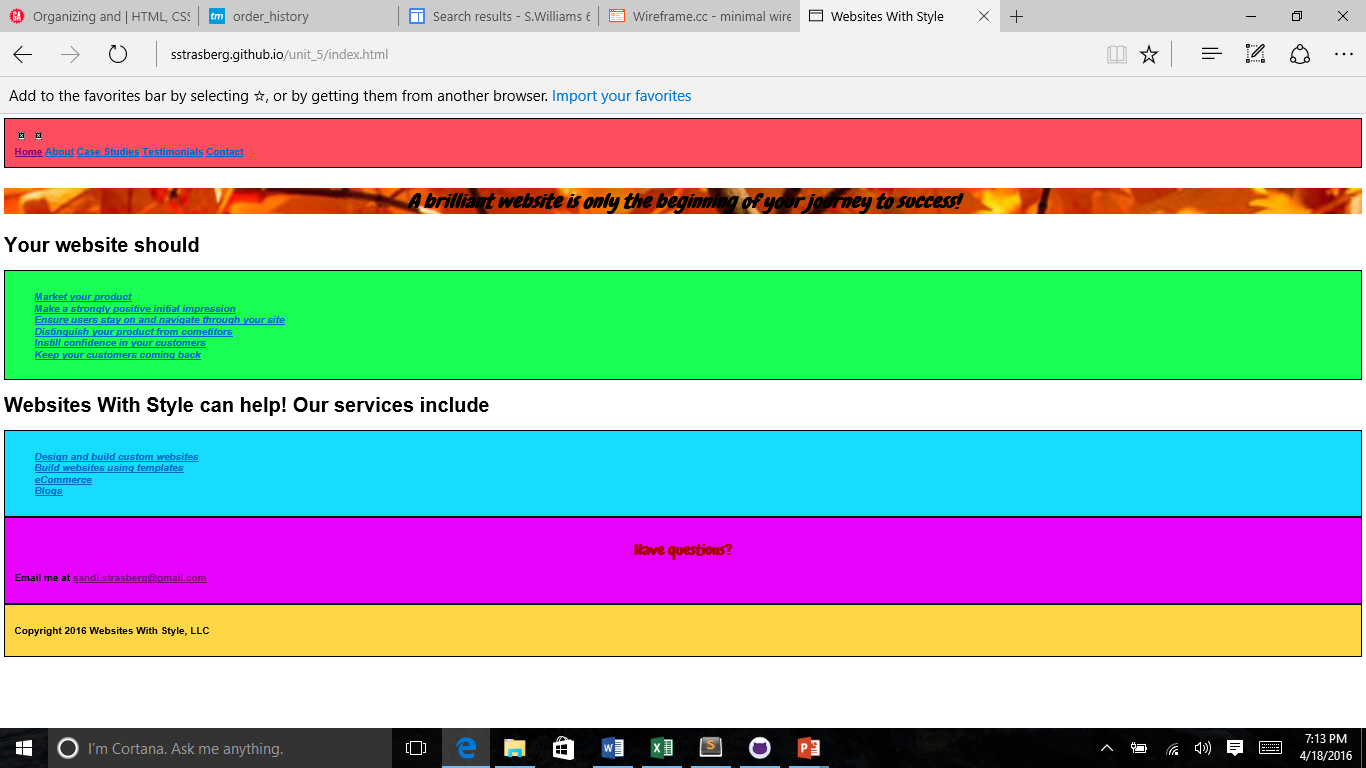 Organizing and | HTML, CSS
order_history
Search results - S.Williams 6
Wireframe.cc - minimal wire
Websites With Style
sstrasberg.github.io/unit_5/index.html
Add to the favorites bar by selecting ☆, or by getting them from another browser. Import your favorites
Home About Case Studies Testimonials Contact
A brilliant website is only the beginning of your journey to success!
Your website should
Market your product
Make a strongly positive initial impression
Ensure users stay on and navigate through your site
Distinguish your product from cometitors
Instill confidence in your customers
Keep your customers coming back
Websites With Style can help! Our services include
Design and build custom websites
Build websites using templates
eCommerce
Blogs
Have questions?
Email me at sandi.strasberg@gmail.com
Copyright 2016 Websites With Style, LLC
I'm Cortana. Ask me anything.
7:13 PM
4/18/2016